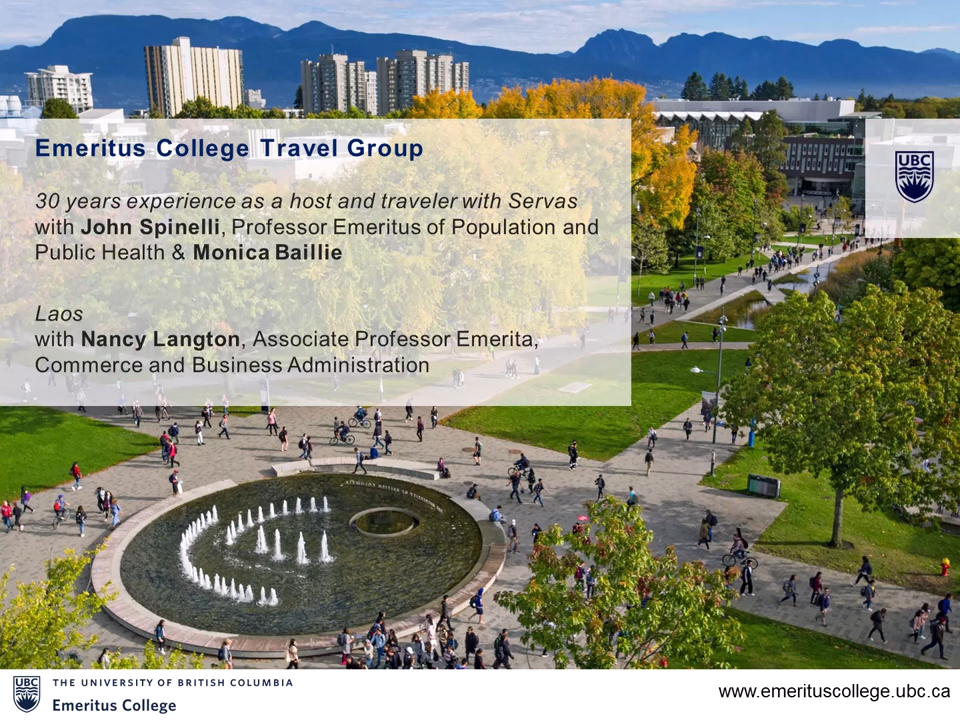 Emeritus College Travel Group
30 years experience as a host and traveler with Servas
with John Spinelli, Professor Emeritus of Population and
Public Health & Monica Baillie
Laos
with Nancy Langton, Associate Professor Emerita,
Commerce and Business Administration
UBC
UBC
THE UNIVERSITY OF BRITISH COLUMBIA
Emeritus College
www.emerituscollege.ubc.ca